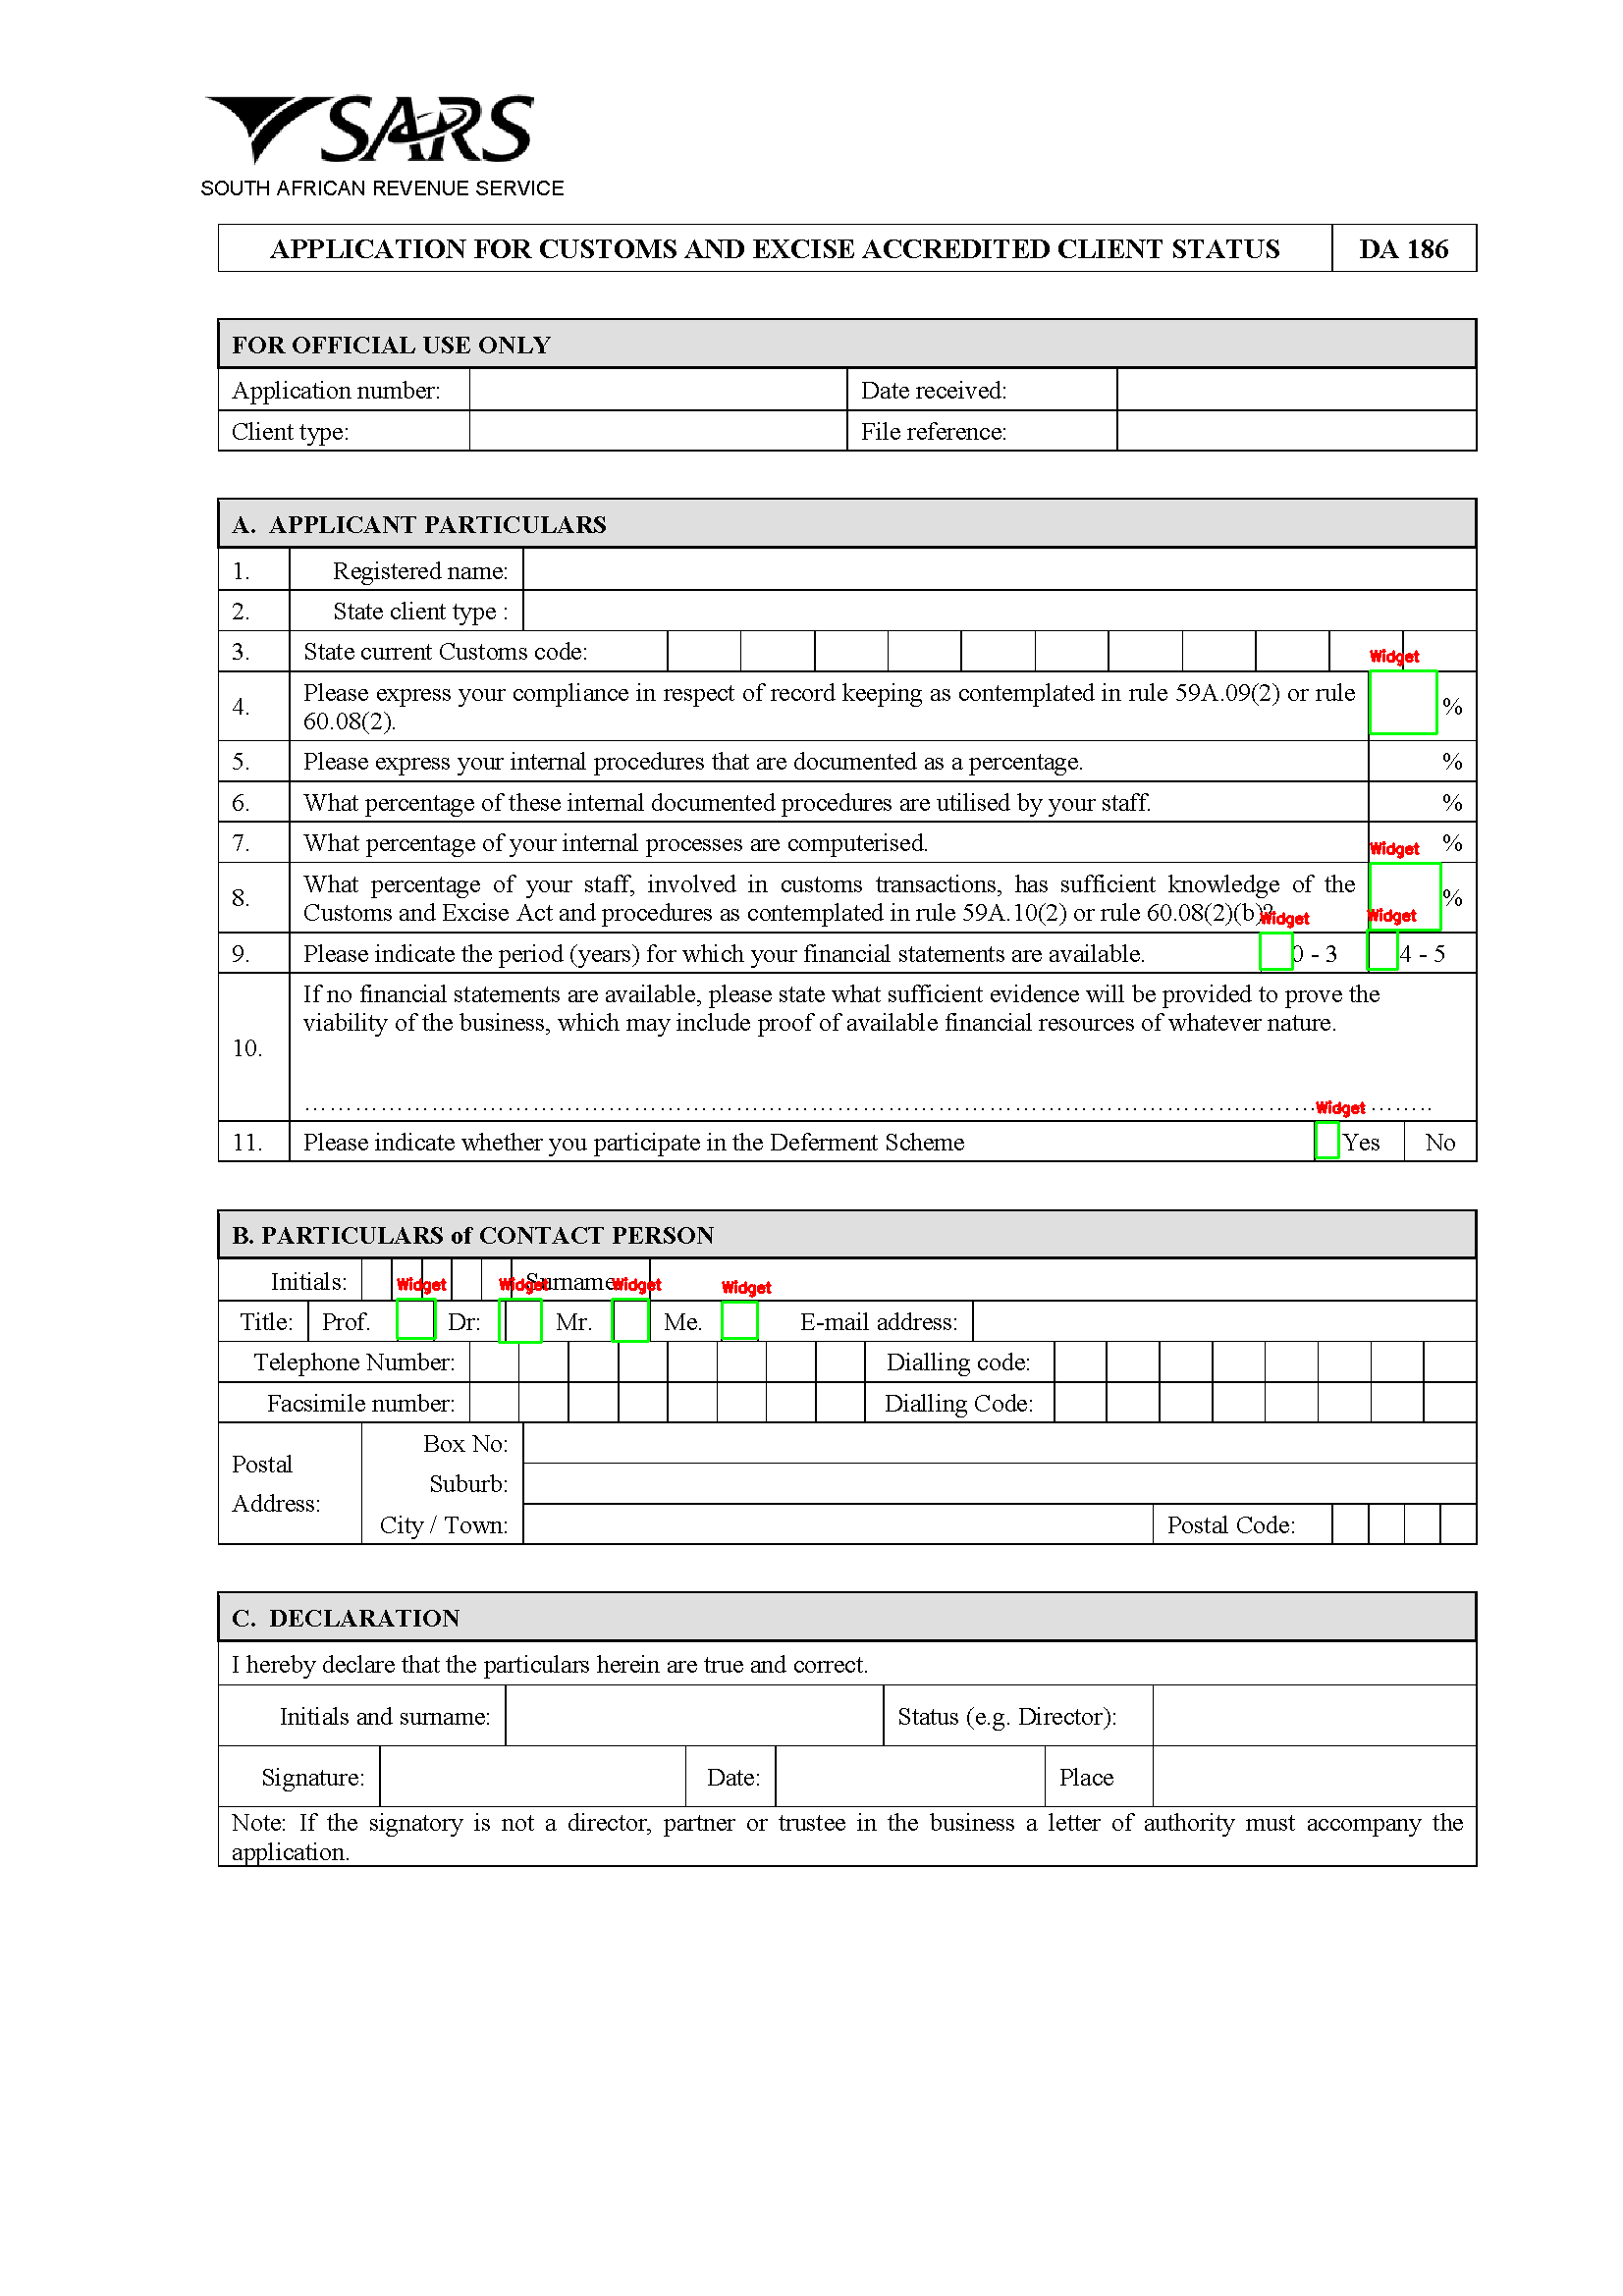 SARS
SOUTH AFRICAN REVENUE SERVICE
APPLICATION FOR CUSTOMS AND EXCISE ACCREDITED CLIENT STATUS DA 186
FOR OFFICIAL USE ONLY
Application number: Date received:
Client type: File reference:
A. APPLICANT PARTICULARS
1. Registered name:
2. State client type :
3. State current Customs code:
Widget
4. Please express your compliance in respect of record keeping as contemplated in rule 59A.09(2) or rule
60.08(2). %
5. Please express your internal procedures that are documented as a percentage. %
6. What percentage of these internal documented procedures are utilised by your staff. %
7. What percentage of your internal processes are computerised. %
Widget
8. What percentage of your staff, involved in customs transactions, has sufficient knowledge of the
Customs and Excise Act and procedures as contemplated in rule 59A.10(2) or rule 60.08(2)(b)? %
Widget Widget
9. Please indicate the period (years) for which your financial statements are available. 0 - 3 4 - 5
10. If no financial statements are available, please state what sufficient evidence will be provided to prove the
viability of the business, which may include proof of available financial resources of whatever nature.
Widget
11. Please indicate whether you participate in the Deferment Scheme Yes No
B. PARTICULARS of CONTACT PERSON
Initials: Surname
Widget Widget Widget Widget
Title: Prof. Dr: Mr. Me. E-mail address:
Telephone Number: Dialling code:
Facsimile number: Dialling Code:
Postal
Address:
Box No:
Suburb:
City / Town: Postal Code:
C. DECLARATION
I hereby declare that the particulars herein are true and correct.
Initials and surname: Status (e.g. Director):
Signature: Date: Place
Note: If the signatory is not a director, partner or trustee in the business a letter of authority must accompany the
application.